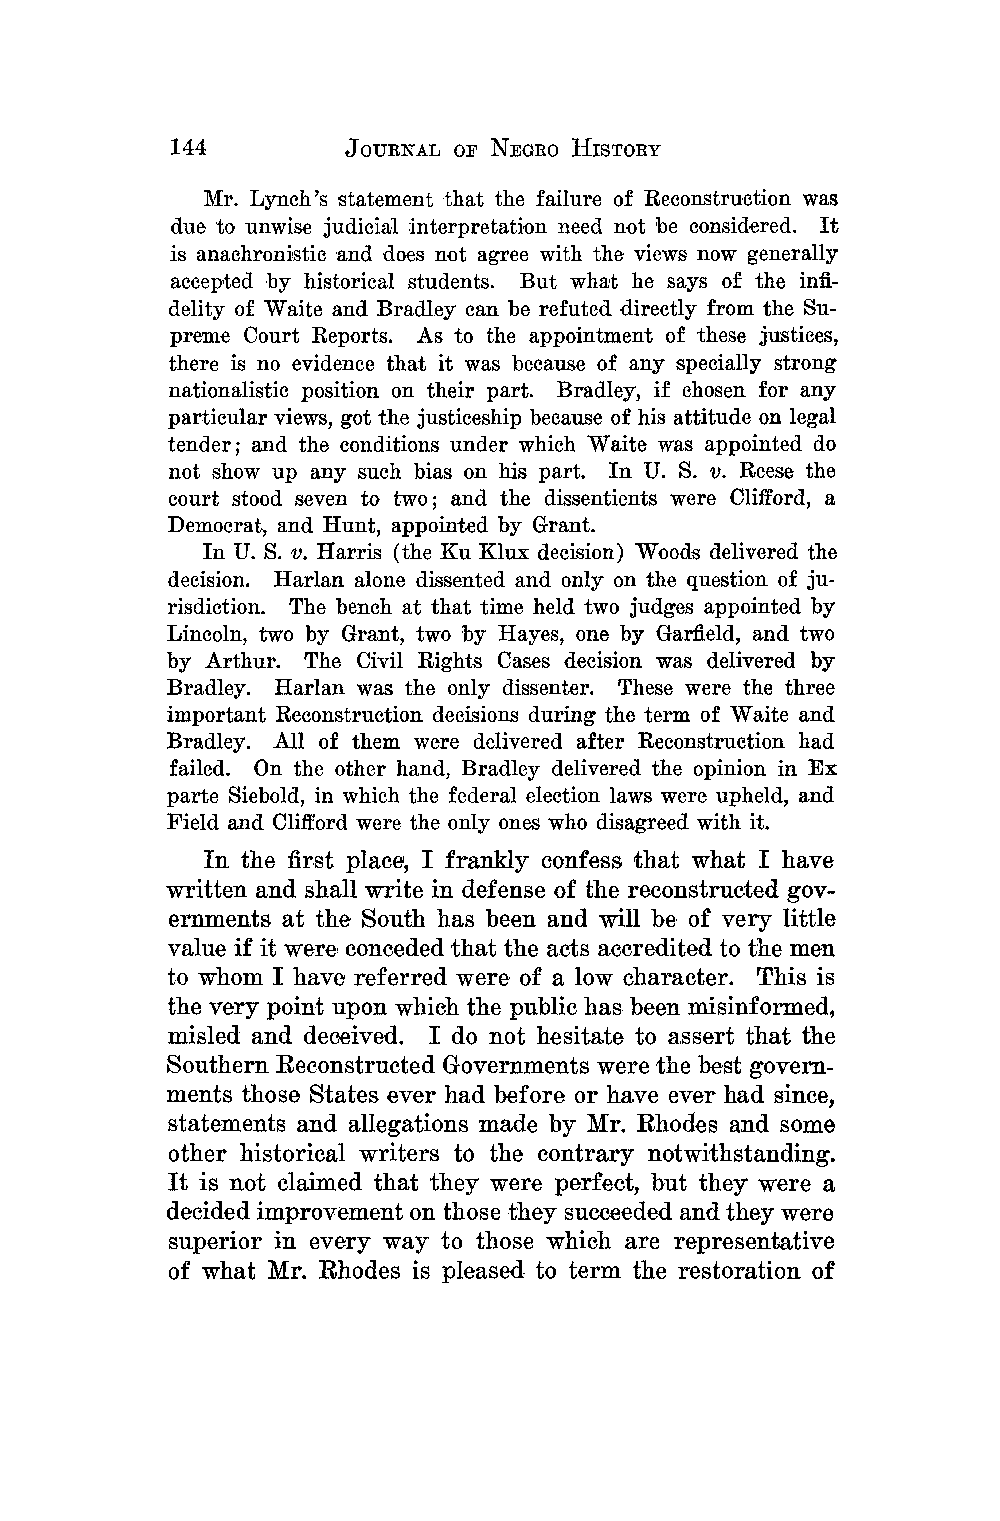 144 JOURNAL OF NEGRO HISTORY
Mr. Lynch's statement that the failure of Reconstruction was
due to unwise judicial interpretation need not be considered. It
is anachronistic and does not agree with the views now generally
accepted by historical students. But what he says of the infi-
delity of Waite and Bradley can be refuted directly from the Su-
preme Court Reports. As to the appointment of these justices,
there is no evidence that it was because of any specially strong
nationalistic position on their part. Bradley, if chosen for any
particular views, got the justiceship because of his attitude on legal
tender; and the conditions under which Waite was appointed do
not show up any such bias on his part. In U. S. v. Reese the
court stood seven to two; and the dissentients were Clifford, a
Democrat, and Hunt, appointed by Grant.
In U. S. v. Harris (the Ku Klux decision) Woods delivered the
decision. Harlan alone dissented and only on the question of ju-
risdiction. The bench at that time held two judges appointed by
Lincoln, two by Grant, two by Hayes, one by Garfield, and two
by Arthur. The Civil Rights Cases decision was delivered by
Bradley. Harlan was the only dissenter. These were the three
important Reconstruction decisions during the term of Waite and
Bradley. All of them were delivered after Reconstruction had
failed. On the other hand, Bradley delivered the opinion in Ex
parte Siebold, in which the federal election laws were upheld, and
Field and Clifford were the only ones who disagreed with it.
In the first place, I frankly confess that what I have
written and shall write in defense of the reconstructed gov-
ernments at the South has been and will be of very little
value if it were conceded that the acts accredited to the men
to whom I have referred were of a low character. This is
the very point upon which the public has been misinformed,
misled and deceived. I do not hesitate to assert that the
Southern Reconstructed Governments were the best govern-
ments those States ever had before or have ever had since,
statements and allegations made by Mr. Rhodes and some
other historical writers to the contrary notwithstanding.
It is not claimed that they were perfect, but they were a
decided improvement on those they succeeded and they were
superior in every way to those which are representative
of what Mr. Rhodes is pleased to term the restoration of